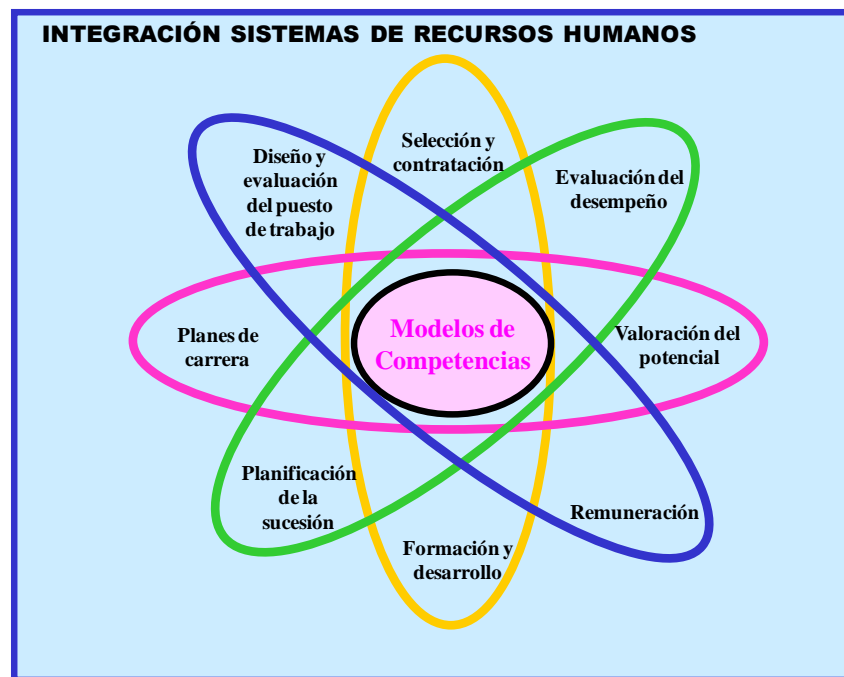 INTEGRACIÓN SISTEMAS DE RECURSOS HUMANOS
Selección y
contratación
Diseño y
evaluación
del puesto
de trabajo
Evaluación del
desempeño
Planes de
carrera
Modelos de
Competencias
Valoración del
potencial
Planificación
de la
sucesión
Remuneración
Formación y
desarrollo